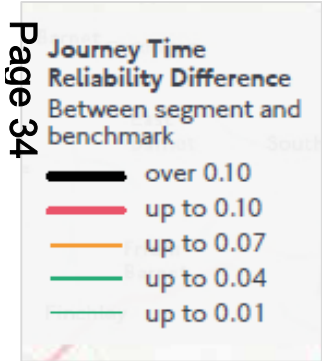 Page 34
Journey Time
Reliability Difference
Between segment and
benchmark
over 0.10
up to 0.10
up to 0.07
up to 0.04
up to 0.01